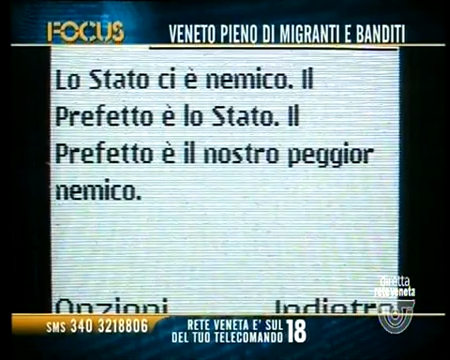 FOCUS
VENETO PIENO DI MIGRANTI E BANDITI
Lo Stato ci è nemico. Il
Prefetto è lo Stato. Il
Prefetto è il nostro peggior
nemico.
Opzioni Indietro
diretta
reteveneta
SMS 340 3218806
RETE VENETA E' SUL
DEL TUO TELECOMANDO 18